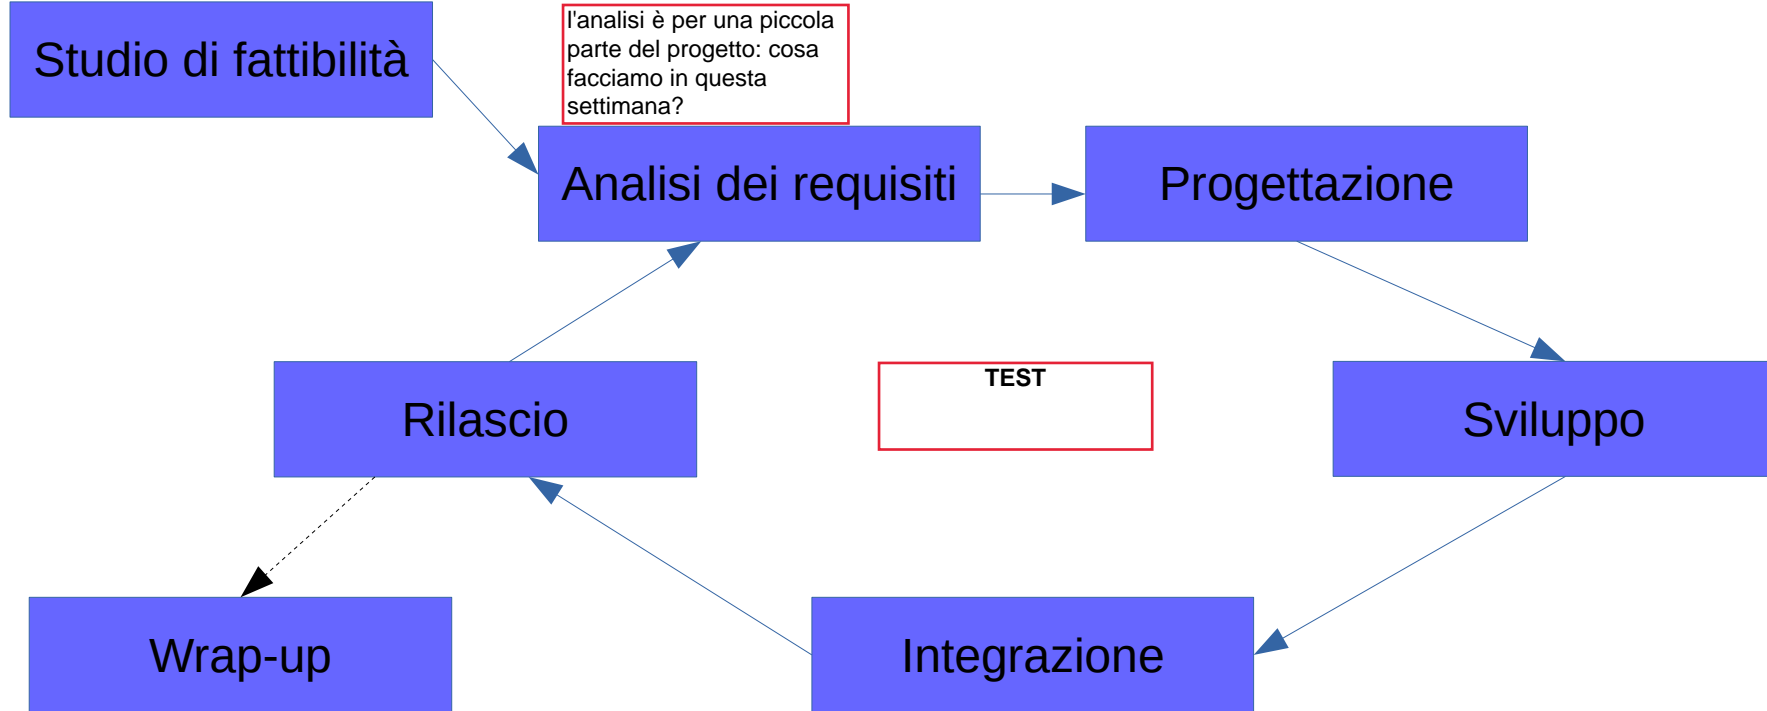 Studio di fattibilità
l'analisi è per una piccola
parte del progetto: cosa
facciamo in questa
settimana?
Analisi dei requisiti
Progettazione
Rilascio
TEST
Sviluppo
Wrap-up
Integrazione